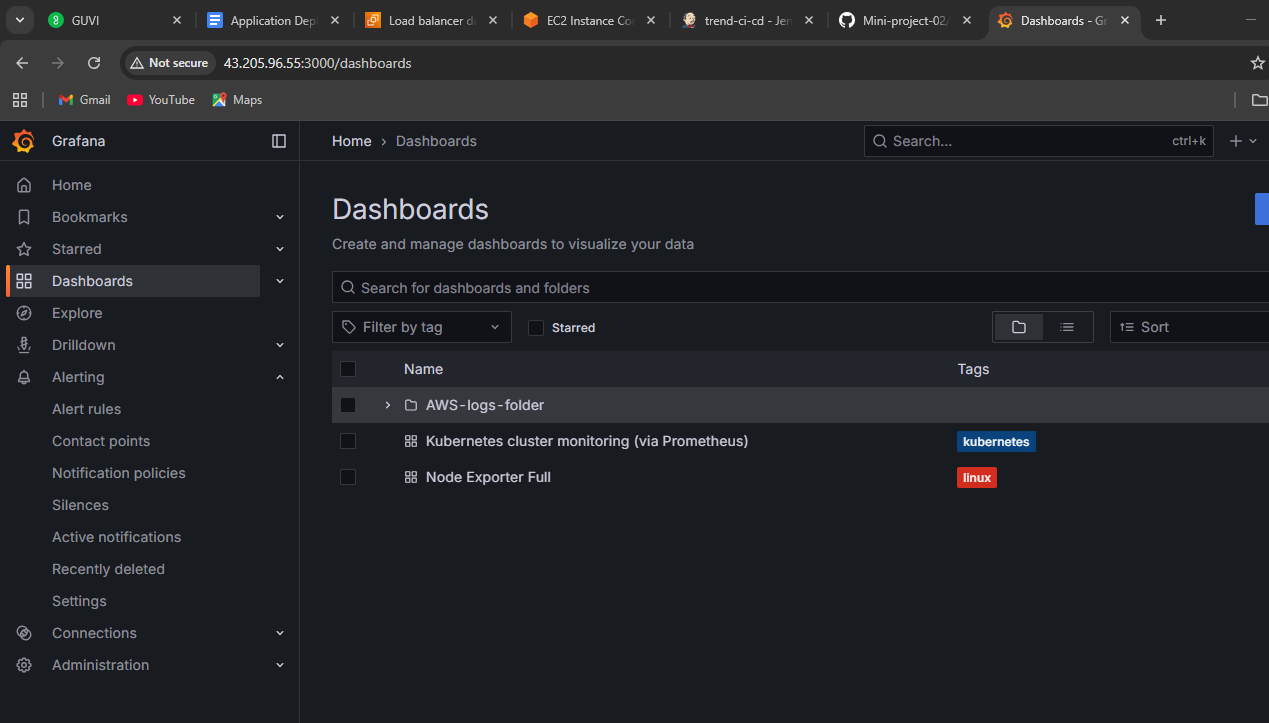 GUVI
Application Dep
Load balancer d
EC2 Instance Co
trend-ci-cd - Jen
Mini-project-02/
Dashboards - Gr
Not secure
43.205.96.55:3000/dashboards
Gmail
YouTube
Maps
Grafana
Home › Dashboards
Search...
ctrl+k
Home
Bookmarks
Starred
Dashboards
Explore
Drilldown
Alerting
Alert rules
Contact points
Notification policies
Silences
Active notifications
Recently deleted
Settings
Connections
Administration
Dashboards
Create and manage dashboards to visualize your data
Search for dashboards and folders
Filter by tag
Starred
Sort
Name
Tags
AWS-logs-folder
Kubernetes cluster monitoring (via Prometheus)
kubernetes
Node Exporter Full
linux